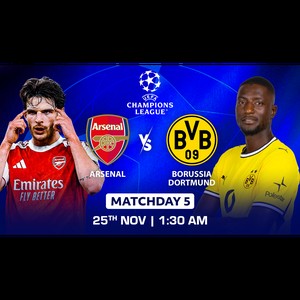 UEFA
CHAMPIONS
LEAGUE
Arsenal
VS
BVB
09
ARSENAL
BORUSSIA
DORTMUND
Emirates
FLY BETTER
MATCHDAY 5
25TH NOV | 1:30 AM